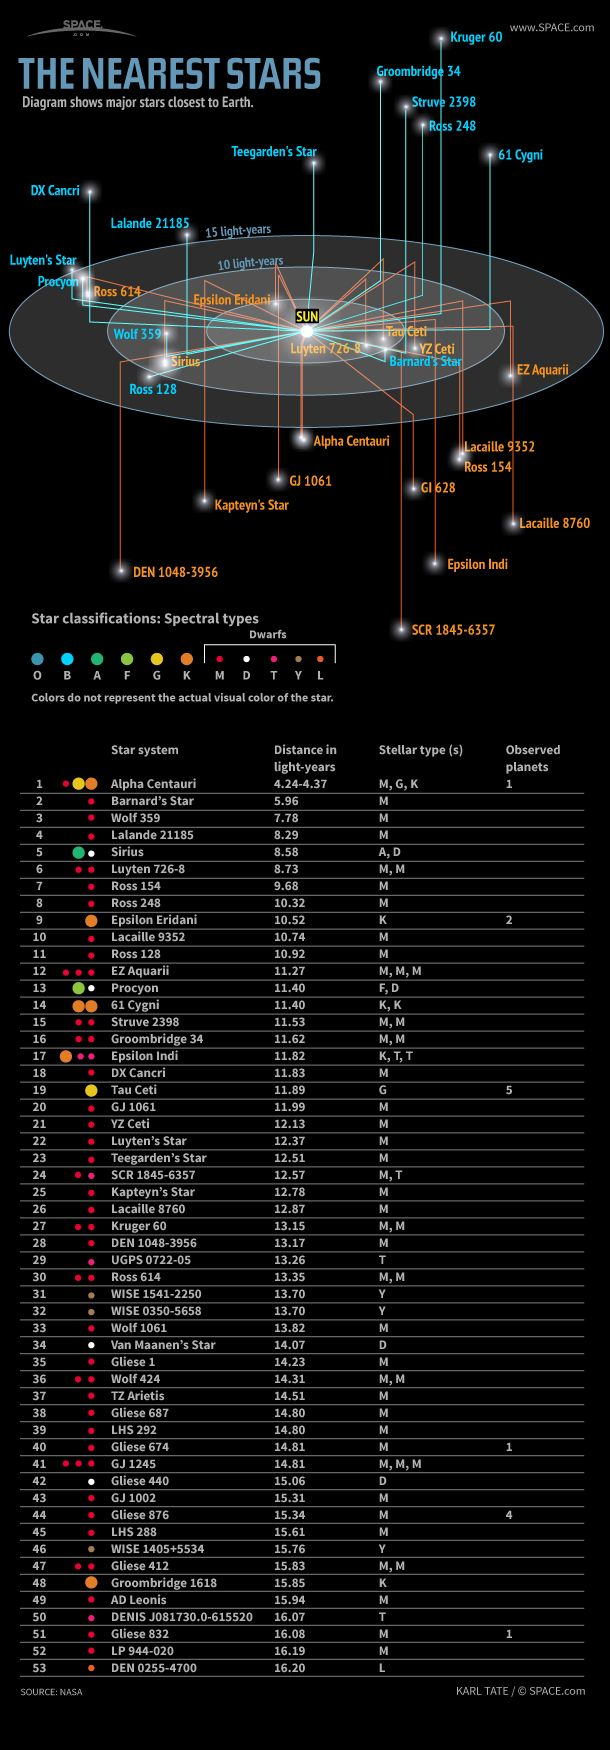 SPACE
.COM
www.SPACE.com
THE NEAREST STARS
Diagram shows major stars closest to Earth.
Kruger 60
Groombridge 34
Struve 2398
Ross 248
Teegarden's Star
61 Cygni
DX Cancri
Lalande 21185
15 light-years
Luyten's Star
10 light-years
Procyon
Ross 614
Epsilon Eridani
SUN
Wolf 359
Tau Ceti
Luyten 726-8
YZ Ceti
Sirius
Barnard's Star
EZ Aquarii
Ross 128
Alpha Centauri
Lacaille 9352
Ross 154
GJ 1061
GI 628
Kapteyn's Star
Lacaille 8760
Epsilon Indi
DEN 1048-3956
SCR 1845-6357
Star classifications: Spectral types
Dwarfs
O B A F G K M D T Y L
Colors do not represent the actual visual color of the star.
Star system Distance in light-years Stellar type (s) Observed planets
1 Alpha Centauri 4.24-4.37 M, G, K 1
2 Barnard's Star 5.96 M
3 Wolf 359 7.78 M
4 Lalande 21185 8.29 M
5 Sirius 8.58 A, D
6 Luyten 726-8 8.73 M, M
7 Ross 154 9.68 M
8 Ross 248 10.32 M
9 Epsilon Eridani 10.52 K 2
10 Lacaille 9352 10.74 M
11 Ross 128 10.92 M
12 EZ Aquarii 11.27 M, M, M
13 Procyon 11.40 F, D
14 61 Cygni 11.40 K, K
15 Struve 2398 11.53 M, M
16 Groombridge 34 11.62 M, M
17 Epsilon Indi 11.82 K, T, T
18 DX Cancri 11.83 M
19 Tau Ceti 11.89 G 5
20 GJ 1061 11.99 M
21 YZ Ceti 12.13 M
22 Luyten's Star 12.37 M
23 Teegarden's Star 12.51 M
24 SCR 1845-6357 12.57 M, T
25 Kapteyn's Star 12.78 M
26 Lacaille 8760 12.87 M
27 Kruger 60 13.15 M, M
28 DEN 1048-3956 13.17 M
29 UGPS 0722-05 13.26 T
30 Ross 614 13.35 M, M
31 WISE 1541-2250 13.70 Y
32 WISE 0350-5658 13.70 Y
33 Wolf 1061 13.82 M
34 Van Maanen's Star 14.07 D
35 Gliese 1 14.23 M
36 Wolf 424 14.31 M, M
37 TZ Arietis 14.51 M
38 Gliese 687 14.80 M
39 LHS 292 14.80 M
40 Gliese 674 14.81 M 1
41 GJ 1245 14.81 M, M, M
42 Gliese 440 15.06 D
43 GJ 1002 15.31 M
44 Gliese 876 15.34 M 4
45 LHS 288 15.61 M
46 WISE 1405+5534 15.76 Y
47 Gliese 412 15.83 M, M
48 Groombridge 1618 15.85 K
49 AD Leonis 15.94 M
50 DENIS J081730.0-615520 16.07 T
51 Gliese 832 16.08 M 1
52 LP 944-020 16.19 M
53 DEN 0255-4700 16.20 L
SOURCE: NASA
KARL TATE / © SPACE.com